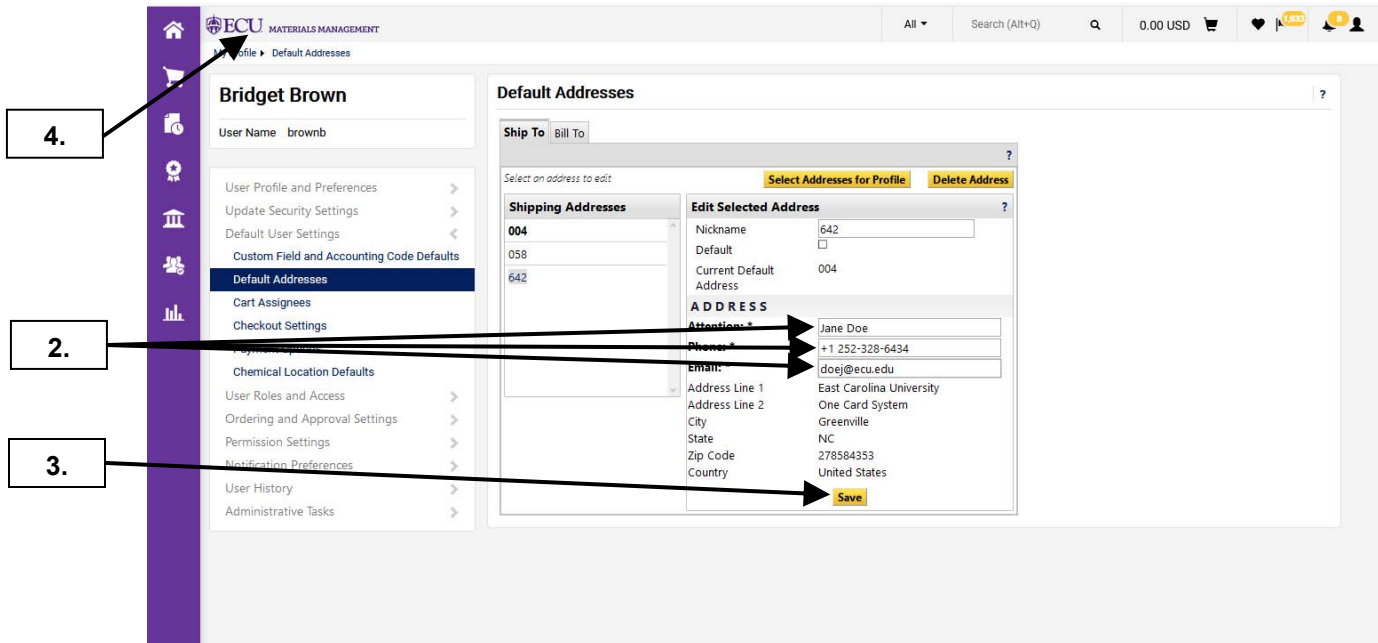 ECU MATERIALS MANAGEMENT
All
Search (Alt+Q)
0.00 USD
My Profile
Default Addresses
4.
2.
3.
Bridget Brown
User Name brownb
User Profile and Preferences
Update Security Settings
Default User Settings
Custom Field and Accounting Code Defaults
Default Addresses
Cart Assignees
Checkout Settings
Chemical Location Defaults
User Roles and Access
Ordering and Approval Settings
Permission Settings
Notification Preferences
User History
Administrative Tasks
Default Addresses
?
Ship To
Bill To
?
Select an address to edit
Select Addresses for Profile
Delete Address
Shipping Addresses
004
058
642
Edit Selected Address
?
Nickname 642
Default
Current Default Address 004
ADDRESS
Attention: * Jane Doe
Phone: * +1 252-328-6434
Email: * doej@ecu.edu
Address Line 1 East Carolina University
Address Line 2 One Card System
City Greenville
State NC
Zip Code 278584353
Country United States
Save